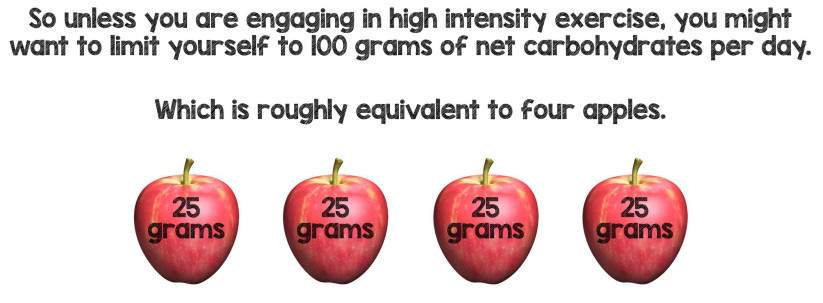 So unless you are engaging in high intensity exercise, you might
want to limit yourself to 100 grams of net carbohydrates per day.
Which is roughly equivalent to four apples.
25
grams
25
grams
25
grams
25
grams